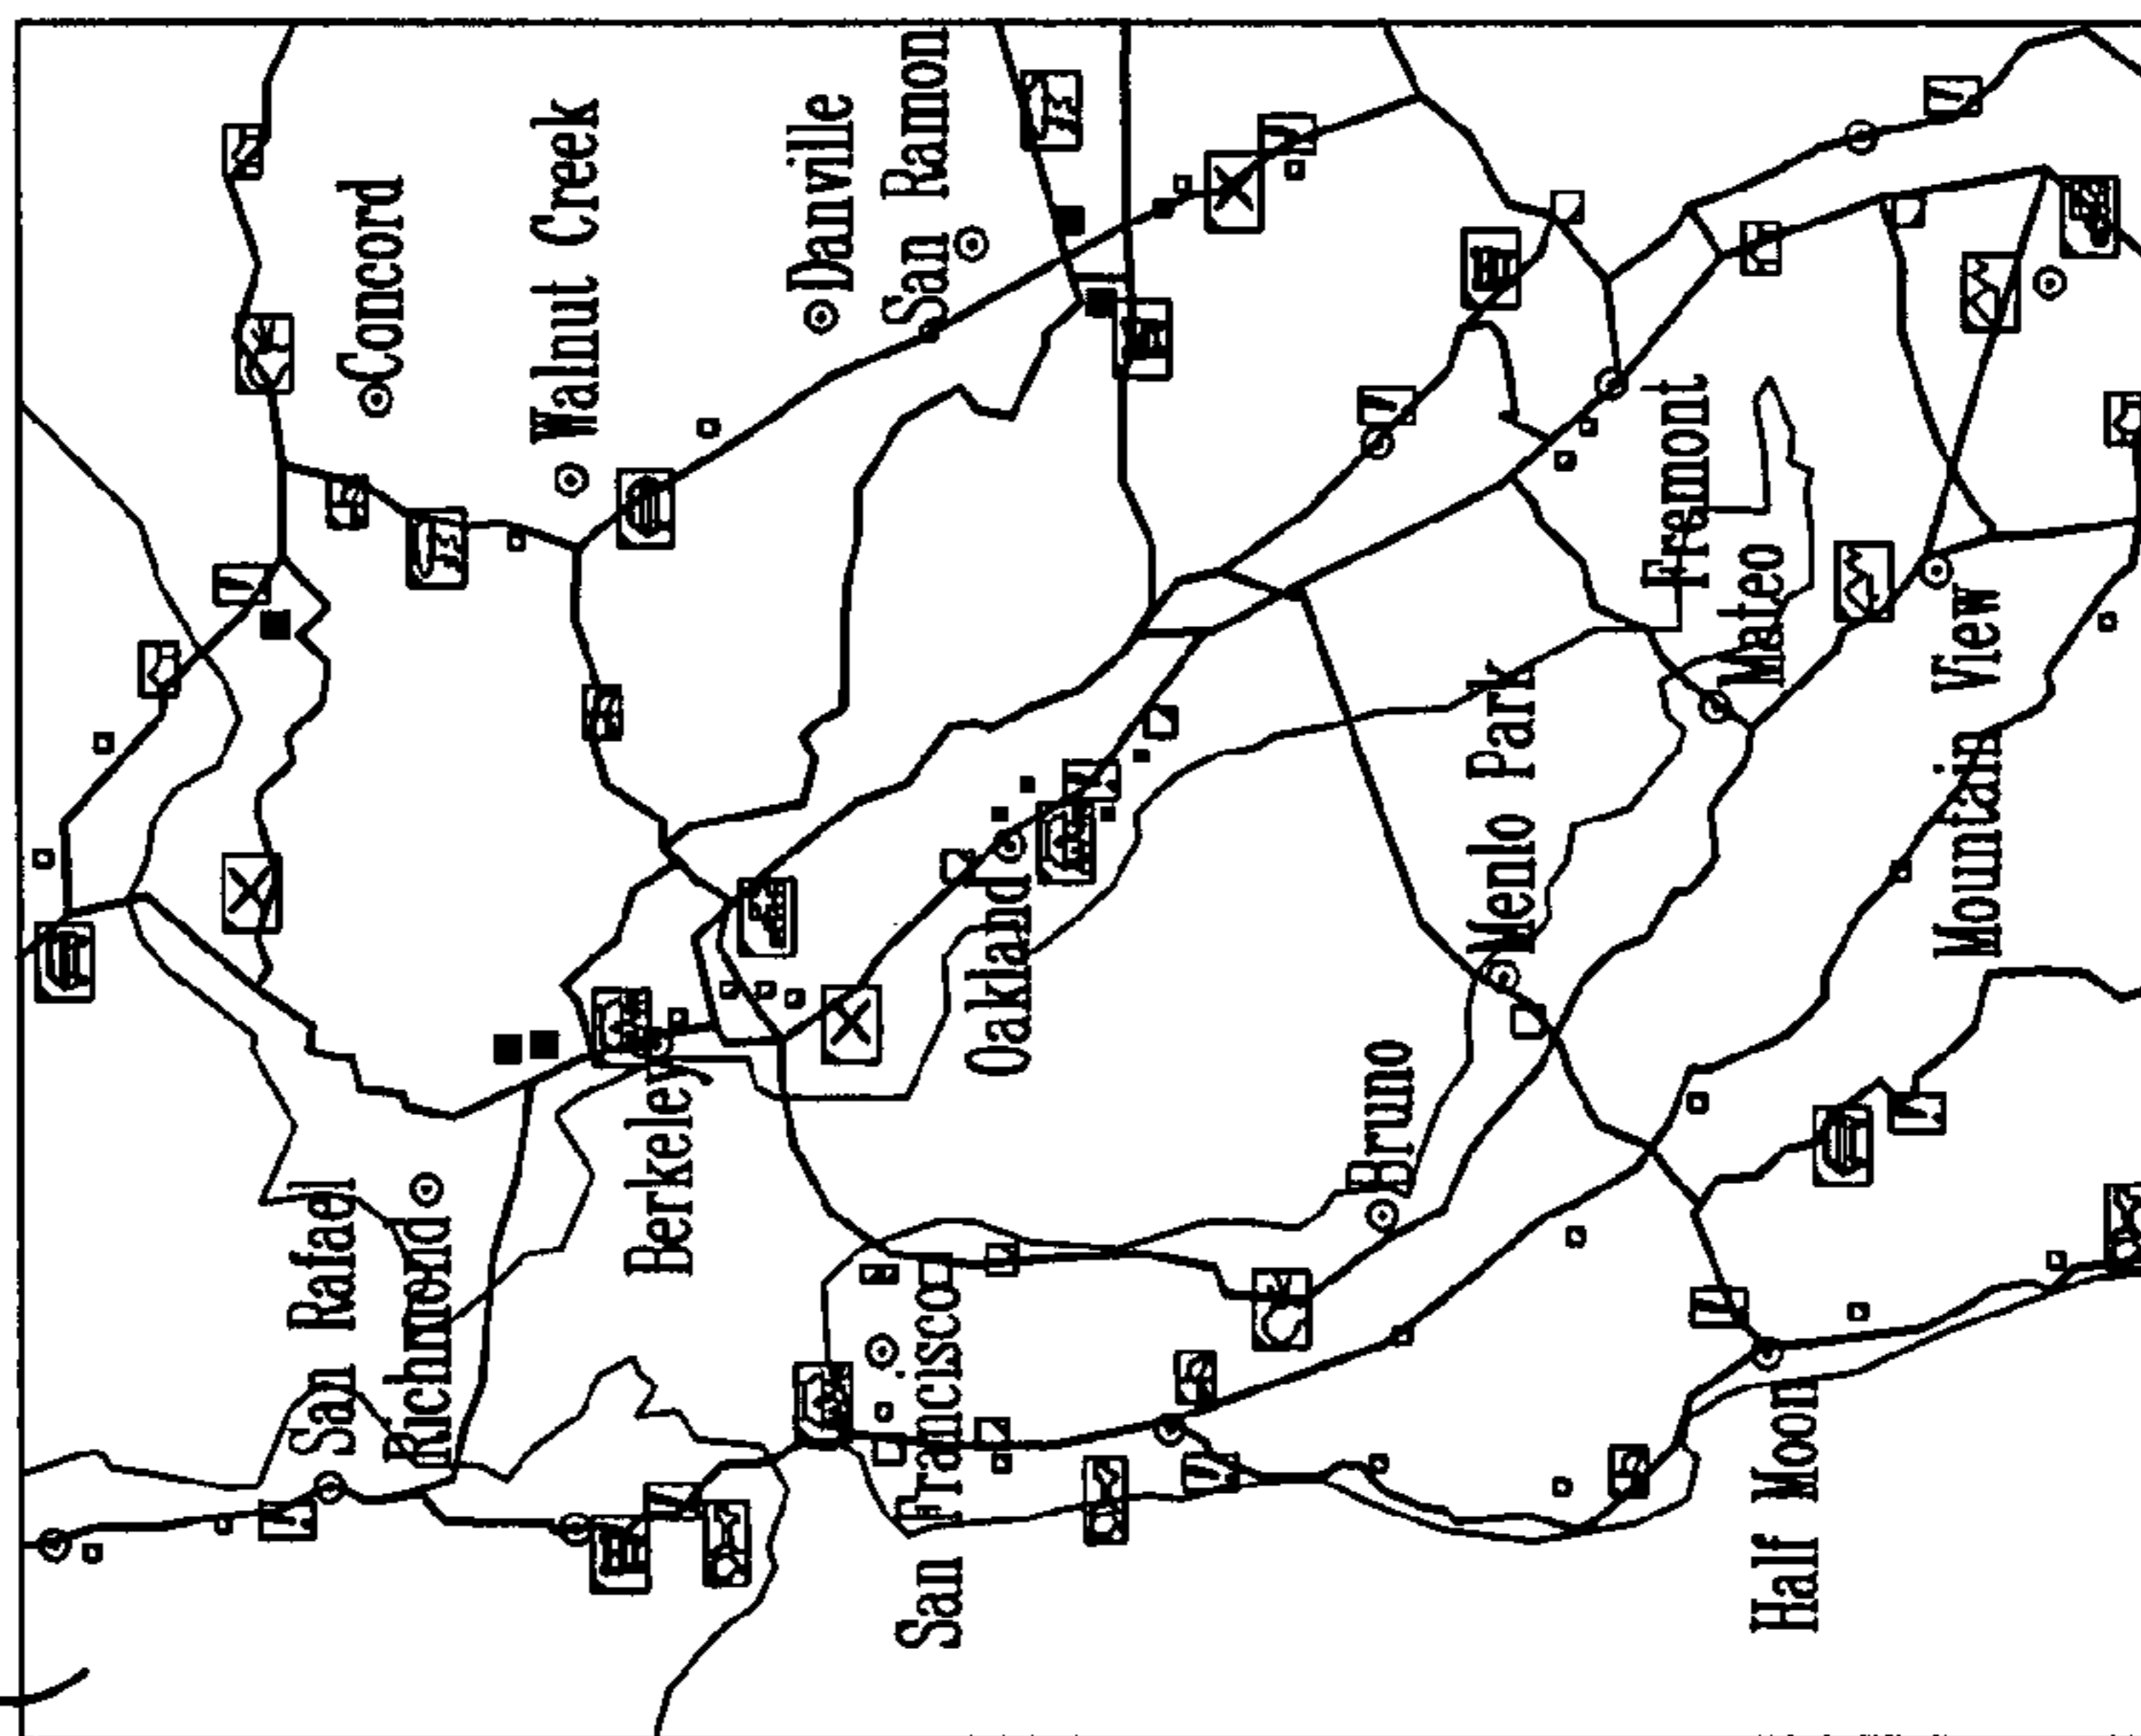 Concord
Walnut Creek
Danville
San Ramon
San Rafael
Richmond
Berkeley
Oakland
San Francisco
Bruno
Menlo Park
Fremont
Mateo
Mountain View
Half Moon